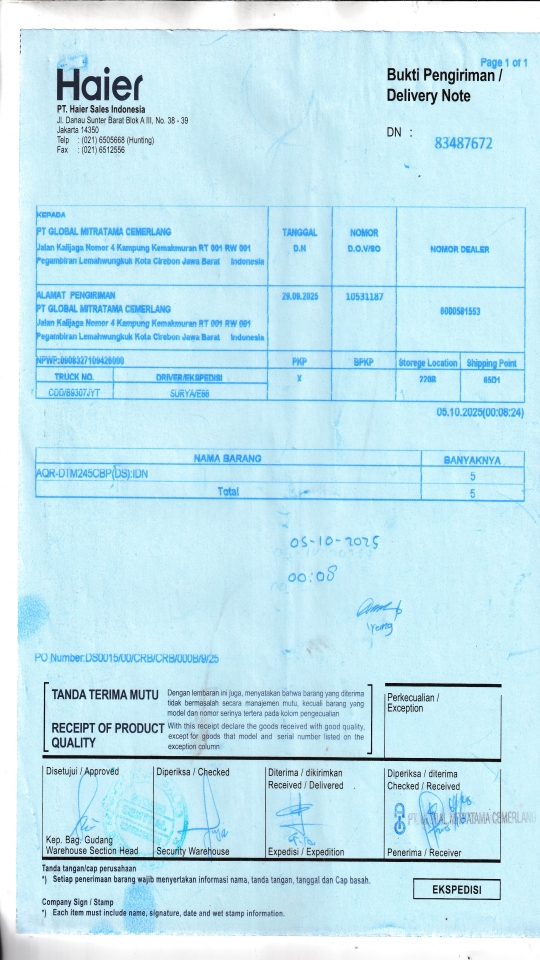 Page 1 of 1
Haier
Bukti Pengiriman /
Delivery Note
PT. Haier Sales Indonesia
Jl. Danau Sunter Barat Blok A III, No. 38 - 39
Jakarta 14350
Telp : (021) 6505668 (Hunting)
Fax : (021) 6512556
DN : 83487672
KEPADA
PT GLOBAL MITRATAMA CEMERLANG
Jalan Kalijaga Nomor 4 Kampung Kemakmuran RT 001 RW 001
Pegambiran Lemahwungkuk Kota Cirebon Jawa Barat Indonesia
TANGGAL
D.N
NOMOR
D.O.V/SO
NOMOR DEALER
ALAMAT PENGIRIMAN
PT GLOBAL MITRATAMA CEMERLANG
Jalan Kalijaga Nomor 4 Kampung Kemakmuran RT 001 RW 001
Pegambiran Lemahwungkuk Kota Cirebon Jawa Barat Indonesia
29.09.2025
10531187
NPWP:
PKP
BPKP
Storege Location
Shipping Point
TRUCK NO.
DRIVER/EKSPEDISI
X
65D1
CDD/B9307JYT
05.10.2025(00:08:24)
NAMA BARANG
BANYAKNYA
AQR-DTM245CBP(DS):IDN
5
Total
5
05-10-2025
00:08
PO Number:DS0015/00/CRB/CRB/000B/9/25
TANDA TERIMA MUTU
Dengan lembaran ini juga, menyatakan bahwa barang yang diterima
tidak bermasalah secara manajemen mutu, kecuali barang yang
model dan nomor serinya tertera pada kolom pengecualian
RECEIPT OF PRODUCT
QUALITY
With this receipt declare the goods received with good quality,
except for goods that model and serial number listed on the
exception column
Perkecualian /
Exception
Disetujui / Approved
Kep. Bag. Gudang
Warehouse Section Head
Diperiksa / Checked
Security Warehouse
Diterima / dikirimkan
Received / Delivered
Expedisi / Expedition
Diperiksa / diterima
Checked / Received
PT. GLOBAL MITRATAMA CEMERLANG
Penerima / Receiver
Tanda tangan/cap perusahaan
*) Setiap penerimaan barang wajib menyertakan informasi nama, tanda tangan, tanggal dan Cap basah.
EKSPEDISI
Company Sign / Stamp
*) Each item must include name, signature, date and wet stamp information.